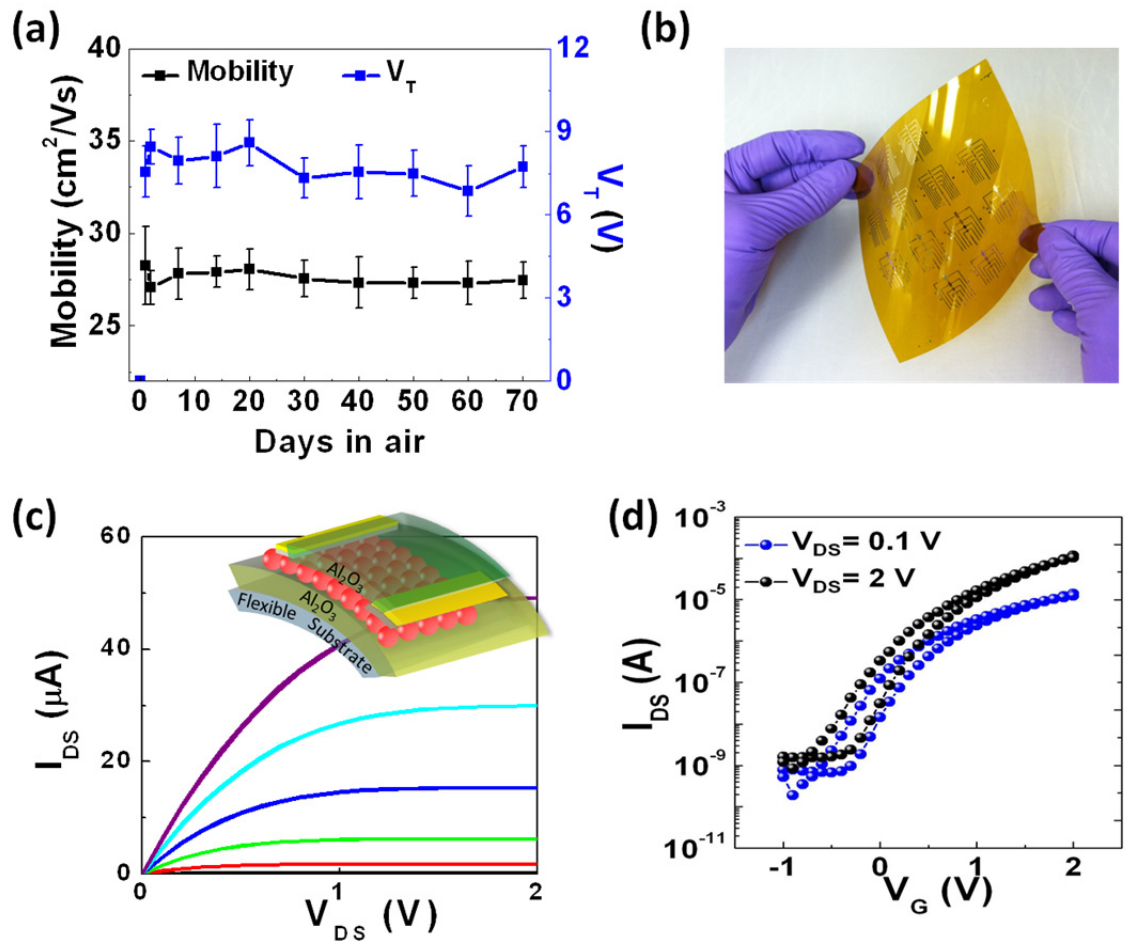 (a)
40
35
30
25
Mobility (cm²/Vs)
Mobility
V_T
12
9
6
3
0
V_T (V)
0 10 20 30 40 50 60 70
Days in air
(b)
(c)
60
40
20
0
I_DS (μA)
Al₂O₃
Al₂O₃
Flexible Substrate
0 1 2
V_DS (V)
(d)
10⁻³
10⁻⁵
10⁻⁷
10⁻⁹
10⁻¹¹
I_DS (A)
V_DS= 0.1 V
V_DS= 2 V
-1 0 1 2
V_G (V)